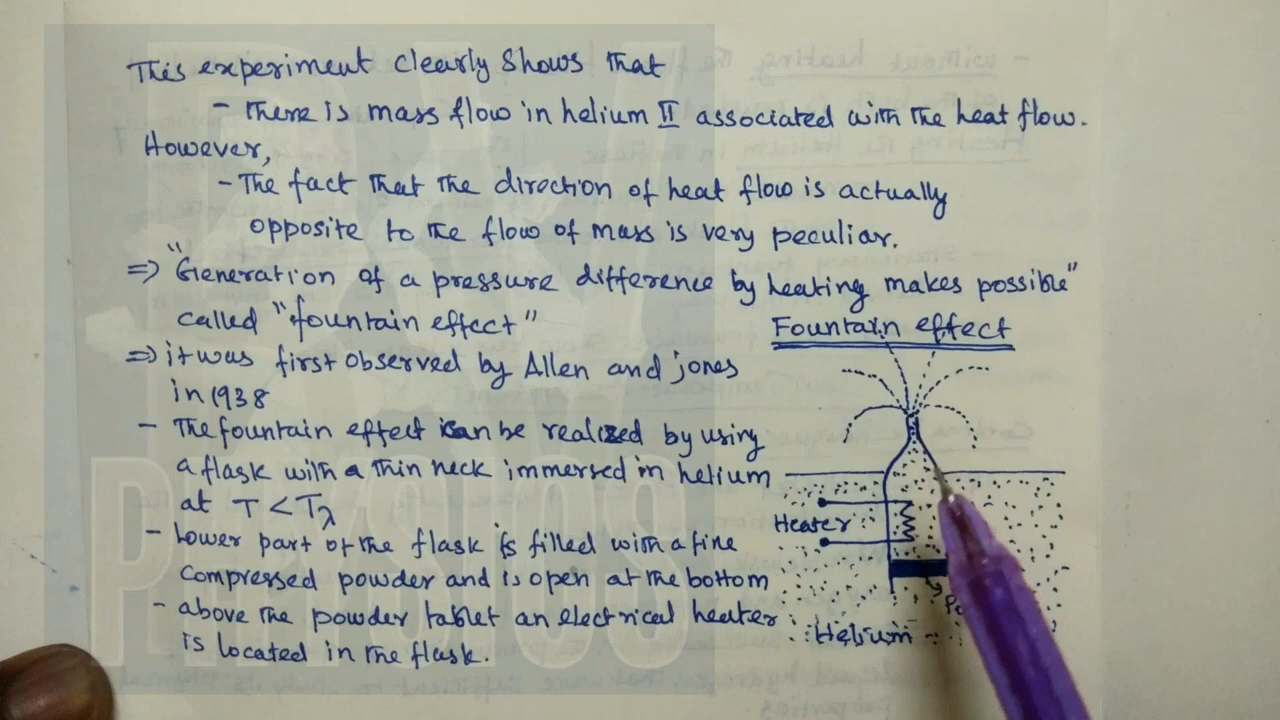 This experiment clearly shows that
- There is mass flow in helium II associated with the heat flow.
However,
- The fact that the direction of heat flow is actually
opposite to the flow of mass is very peculiar.
=> "Generation of a pressure difference by heating makes possible"
called "fountain effect"
Fountain effect
=> it was first observed by Allen and jones
in 1938
- The fountain effect can be realized by using
a flask with a thin neck immersed in helium
at T < Tλ
- lower part of the flask is filled with a fine
compressed powder and is open at the bottom
- above the powder tablet an electrical heater
is located in the flask.
Heater
Helium
PHYSICS